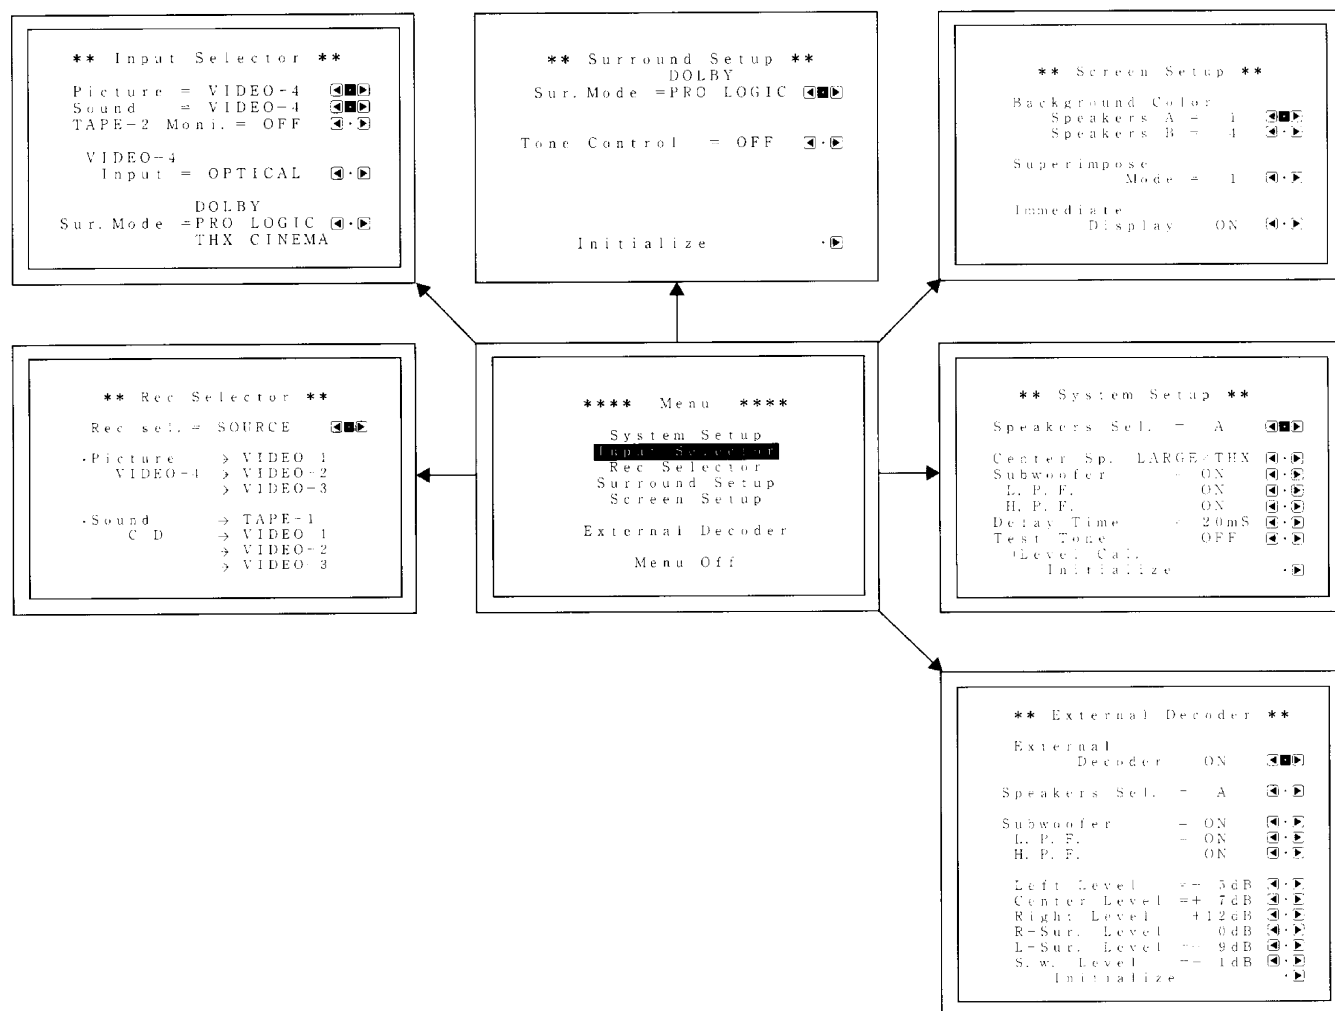 ** Input Selector **
Picture = VIDEO-4
Sound = VIDEO-4
TAPE-2 Moni. = OFF
VIDEO-4
Input = OPTICAL
DOLBY
Sur. Mode =PRO LOGIC
THX CINEMA
** Surround Setup **
DOLBY
Sur. Mode =PRO LOGIC
Tone Control = OFF
Initialize
** Screen Setup **
Background Color
Speakers A = 1
Speakers B = 4
Superimpose
Mode = 1
Immediate
Display ON
** Rec Selector **
Rec sel. = SOURCE
·Picture → VIDEO 1
VIDEO-4 → VIDEO-2
→ VIDEO-3
·Sound → TAPE-1
CD → VIDEO 1
→ VIDEO-2
→ VIDEO 3
**** Menu ****
System Setup
Input Selector
Rec Selector
Surround Setup
Screen Setup
External Decoder
Menu Off
** System Setup **
Speakers Sel. = A
Center Sp. LARGE/THX
Subwoofer - ON
L. P. F. ON
H. P. F. ON
Delay Time - 20mS
Test Tone OFF
(Level Cal.
Initialize
** External Decoder **
External
Decoder ON
Speakers Sel. = A
Subwoofer - ON
L. P. F. - ON
H. P. F. ON
Left Level =- 5dB
Center Level =+ 7dB
Right Level +12dB
R-Sur. Level 0dB
L-Sur. Level =- 9dB
S. w. Level =- 1dB
Initialize